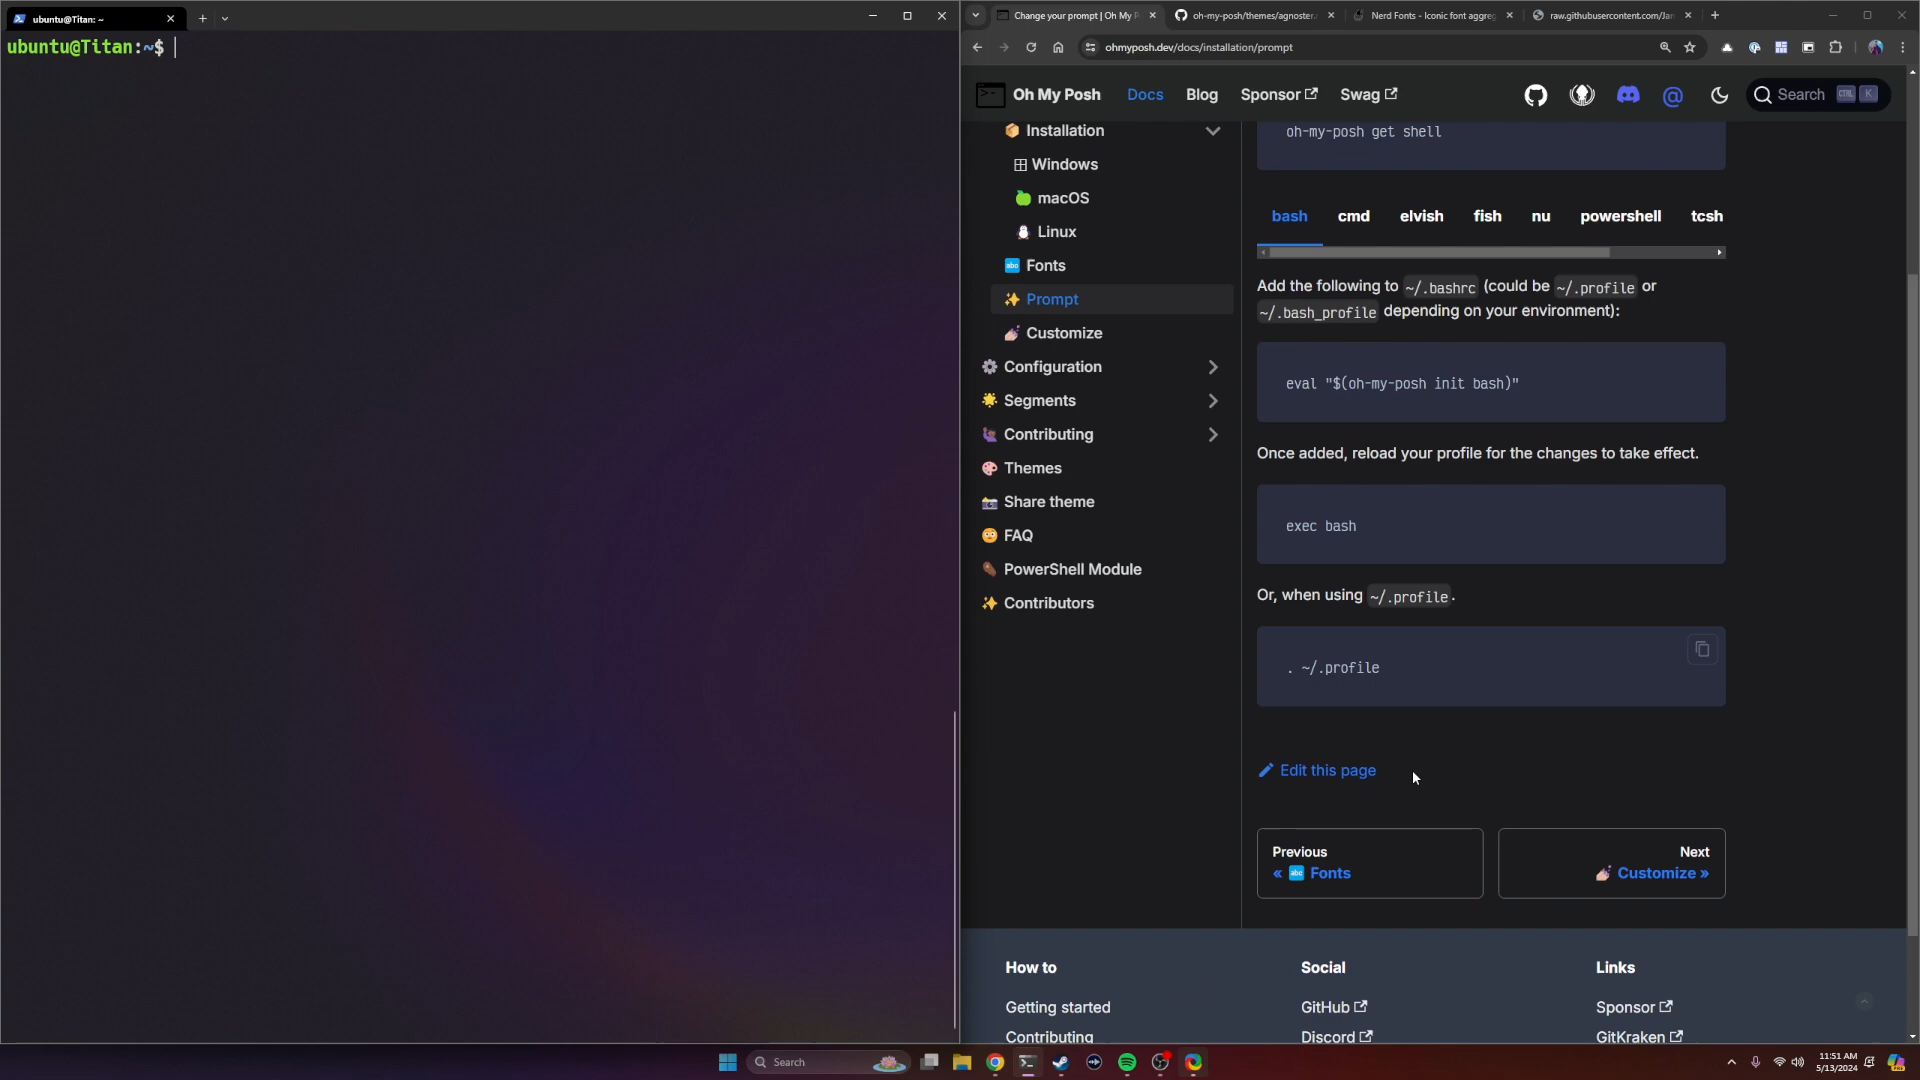 ubuntu@Titan: ~
ubuntu@Titan:~$
Change your prompt | Oh My P
oh-my-posh/themes/agnoster.
Nerd Fonts - Iconic font aggreg
raw.githubusercontent.com/Jan
ohmyposh.dev/docs/installation/prompt
Oh My Posh
Docs
Blog
Sponsor
Swag
Search
CTRL
K
Installation
Windows
macOS
Linux
Fonts
Prompt
Customize
Configuration
Segments
Contributing
Themes
Share theme
FAQ
PowerShell Module
Contributors
oh-my-posh get shell
bash
cmd
elvish
fish
nu
powershell
tcsh
Add the following to ~/.bashrc (could be ~/.profile or
~/.bash_profile depending on your environment):
eval "$(oh-my-posh init bash)"
Once added, reload your profile for the changes to take effect.
exec bash
Or, when using ~/.profile.
. ~/.profile
Edit this page
Previous
« Fonts
Next
Customize »
How to
Getting started
Contributing
Social
GitHub
Discord
Links
Sponsor
GitKraken
Search
11:51 AM
5/13/2024